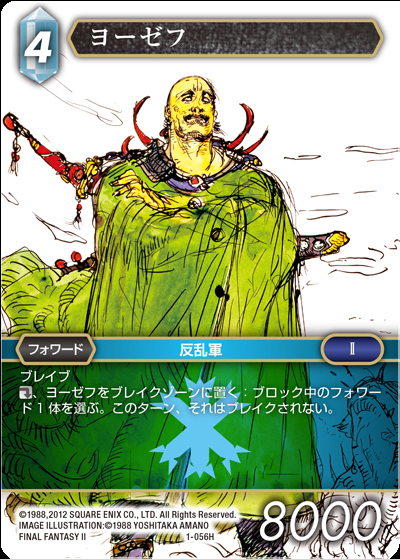 4
ヨーゼフ
フォワード
反乱軍
II
ブレイブ
、ヨーゼフをブレイクゾーンに置く：ブロック中のフォワー
ド1体を選ぶ。このターン、それはブレイクされない。
©1988,2012 SQUARE ENIX CO., LTD. All Rights Reserved.
IMAGE ILLUSTRATION:©1988 YOSHITAKA AMANO
FINAL FANTASY II
1-056H
8000